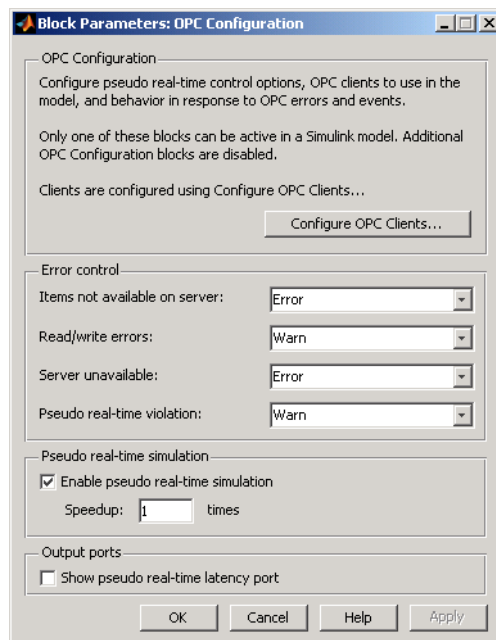 Block Parameters: OPC Configuration
OPC Configuration
Configure pseudo real-time control options, OPC clients to use in the
model, and behavior in response to OPC errors and events.
Only one of these blocks can be active in a Simulink model. Additional
OPC Configuration blocks are disabled.
Clients are configured using Configure OPC Clients...
Configure OPC Clients...
Error control
Items not available on server: Error
Read/write errors: Warn
Server unavailable: Error
Pseudo real-time violation: Warn
Pseudo real-time simulation
Enable pseudo real-time simulation
Speedup: 1 times
Output ports
Show pseudo real-time latency port
OK Cancel Help Apply